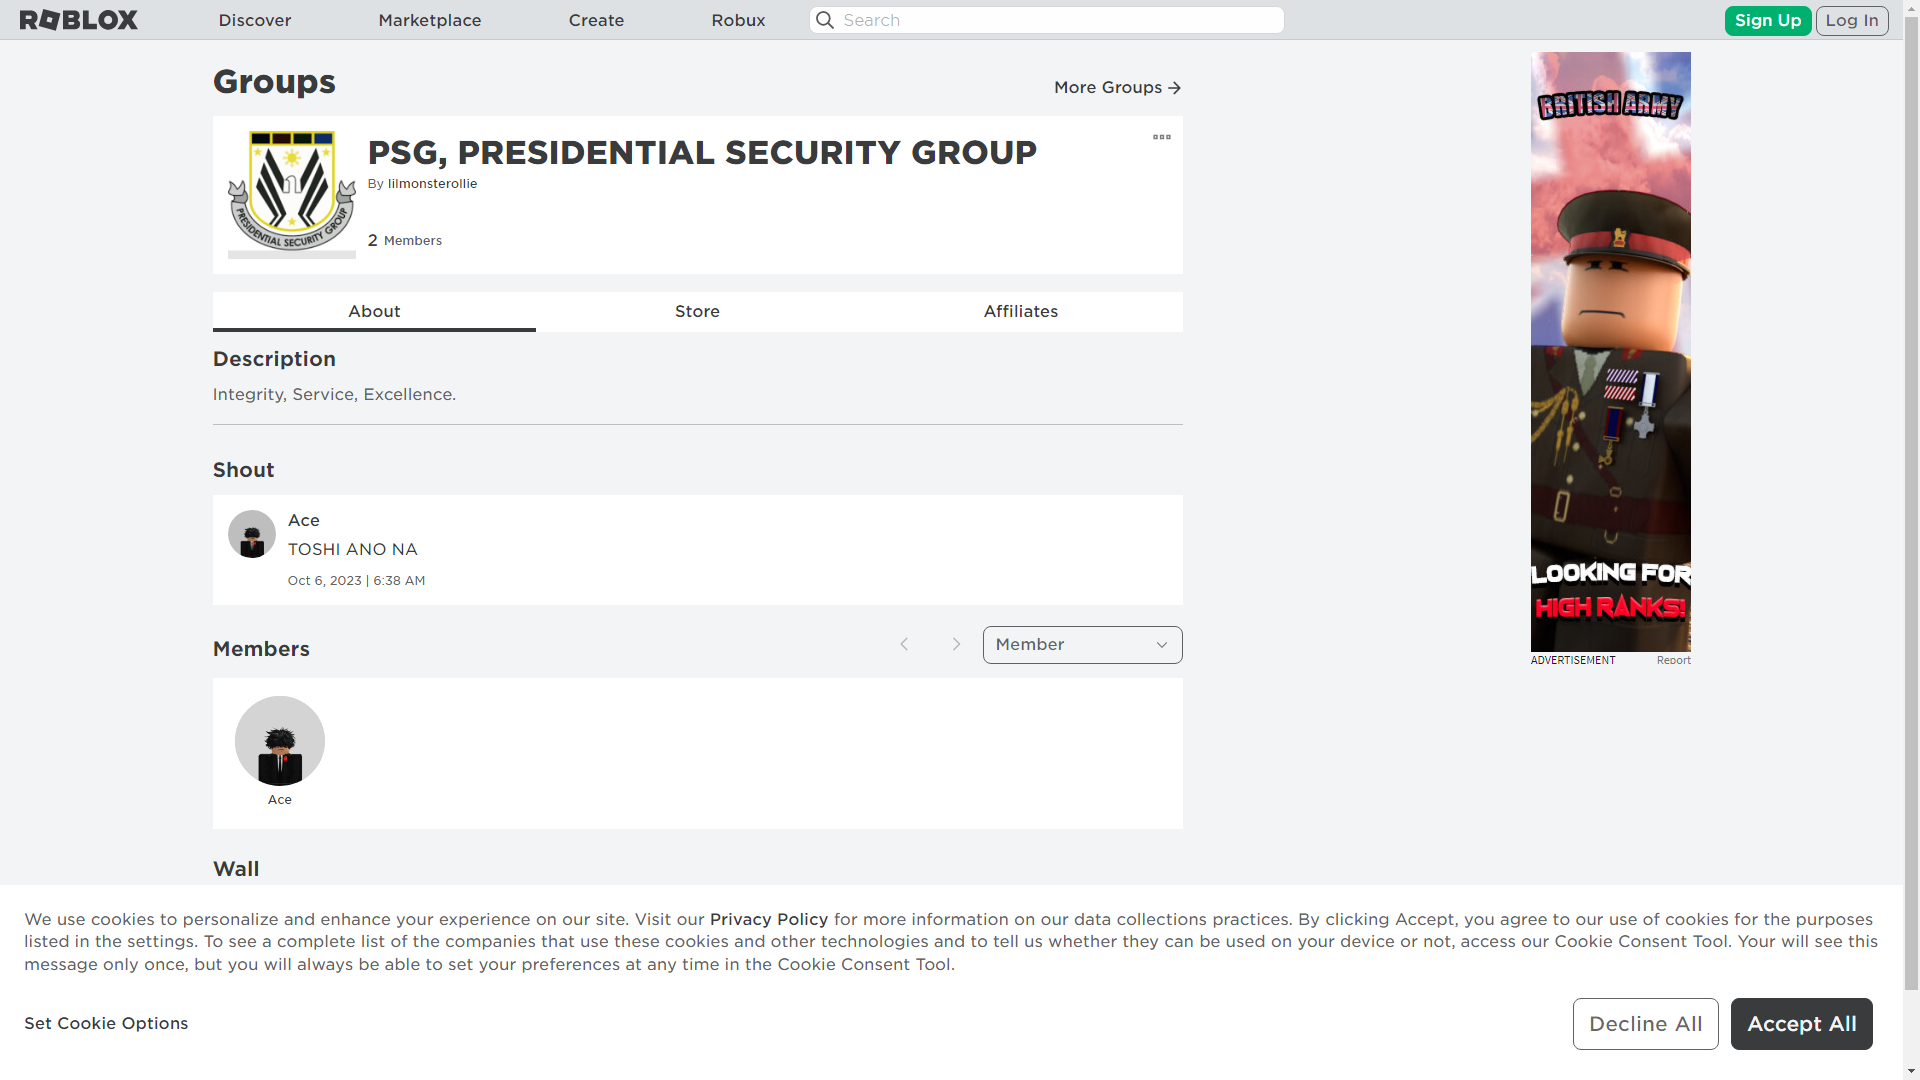 ROBLOX
Discover
Marketplace
Create
Robux
Search
Sign Up
Log In
Groups
More Groups
PRESIDENTIAL SECURITY GROUP
PSG, PRESIDENTIAL SECURITY GROUP
By lilmonsterollie
2 Members
About
Store
Affiliates
Description
Integrity, Service, Excellence.
Shout
Ace
TOSHI ANO NA
Oct 6, 2023 | 6:38 AM
Members
Member
Ace
Wall
BRITISH ARMY
LOOKING FOR
HIGH RANKS!
ADVERTISEMENT
Report
We use cookies to personalize and enhance your experience on our site. Visit our Privacy Policy for more information on our data collections practices. By clicking Accept, you agree to our use of cookies for the purposes
listed in the settings. To see a complete list of the companies that use these cookies and other technologies and to tell us whether they can be used on your device or not, access our Cookie Consent Tool. Your will see this
message only once, but you will always be able to set your preferences at any time in the Cookie Consent Tool.
Set Cookie Options
Decline All
Accept All